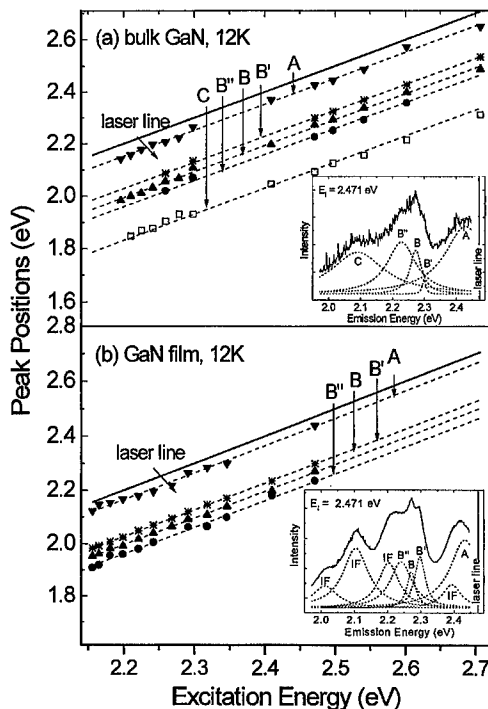 2.6
(a) bulk GaN, 12K
A
B'
B
B"
C
2.4
laser line
2.2
2.0
1.8
1.6
E_i = 2.471 eV
Intensity
C
B"
B
B'
A
laser line
2.0 2.1 2.2 2.3 2.4
Emission Energy (eV)
Peak Positions (eV)
2.8
(b) GaN film, 12K
A
B'
B
B"
2.6
2.4
laser line
2.2
2.0
1.8
E_i = 2.471 eV
Intensity
IF
IF
IF
B"
B
B'
IF
A
laser line
2.0 2.1 2.2 2.3 2.4
Emission Energy (eV)
2.2 2.3 2.4 2.5 2.6 2.7
Excitation Energy (eV)